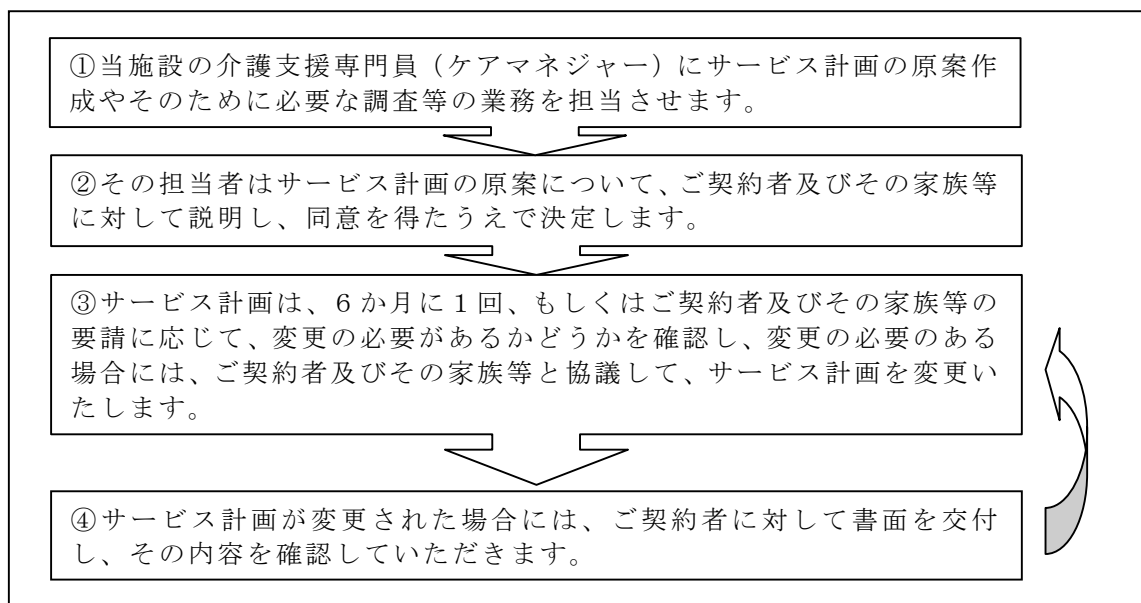 ①当施設の介護支援専門員（ケアマネジャー）にサービス計画の原案作
成やそのために必要な調査等の業務を担当させます。
②その担当者はサービス計画の原案について、ご契約者及びその家族等
に対して説明し、同意を得たうえで決定します。
③サービス計画は、6か月に1回、もしくはご契約者及びその家族等の
要請に応じて、変更の必要があるかどうかを確認し、変更の必要のある
場合には、ご契約者及びその家族等と協議して、サービス計画を変更い
たします。
④サービス計画が変更された場合には、ご契約者に対して書面を交付
し、その内容を確認していただきます。